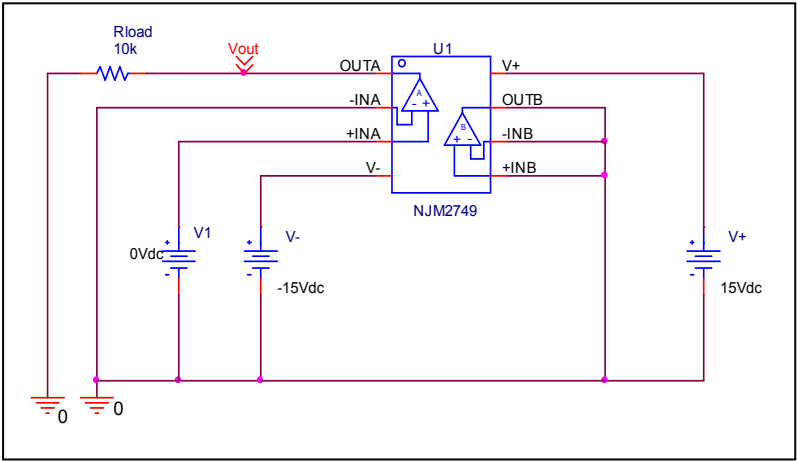 Rload
10k
Vout
U1
OUTA
V+
A
-INA
OUTB
- +
B
+INA
-INB
+ -
V-
+INB
NJM2749
+
V1
+
V-
+
V+
0Vdc
-
-
-15Vdc
-
15Vdc
0
0